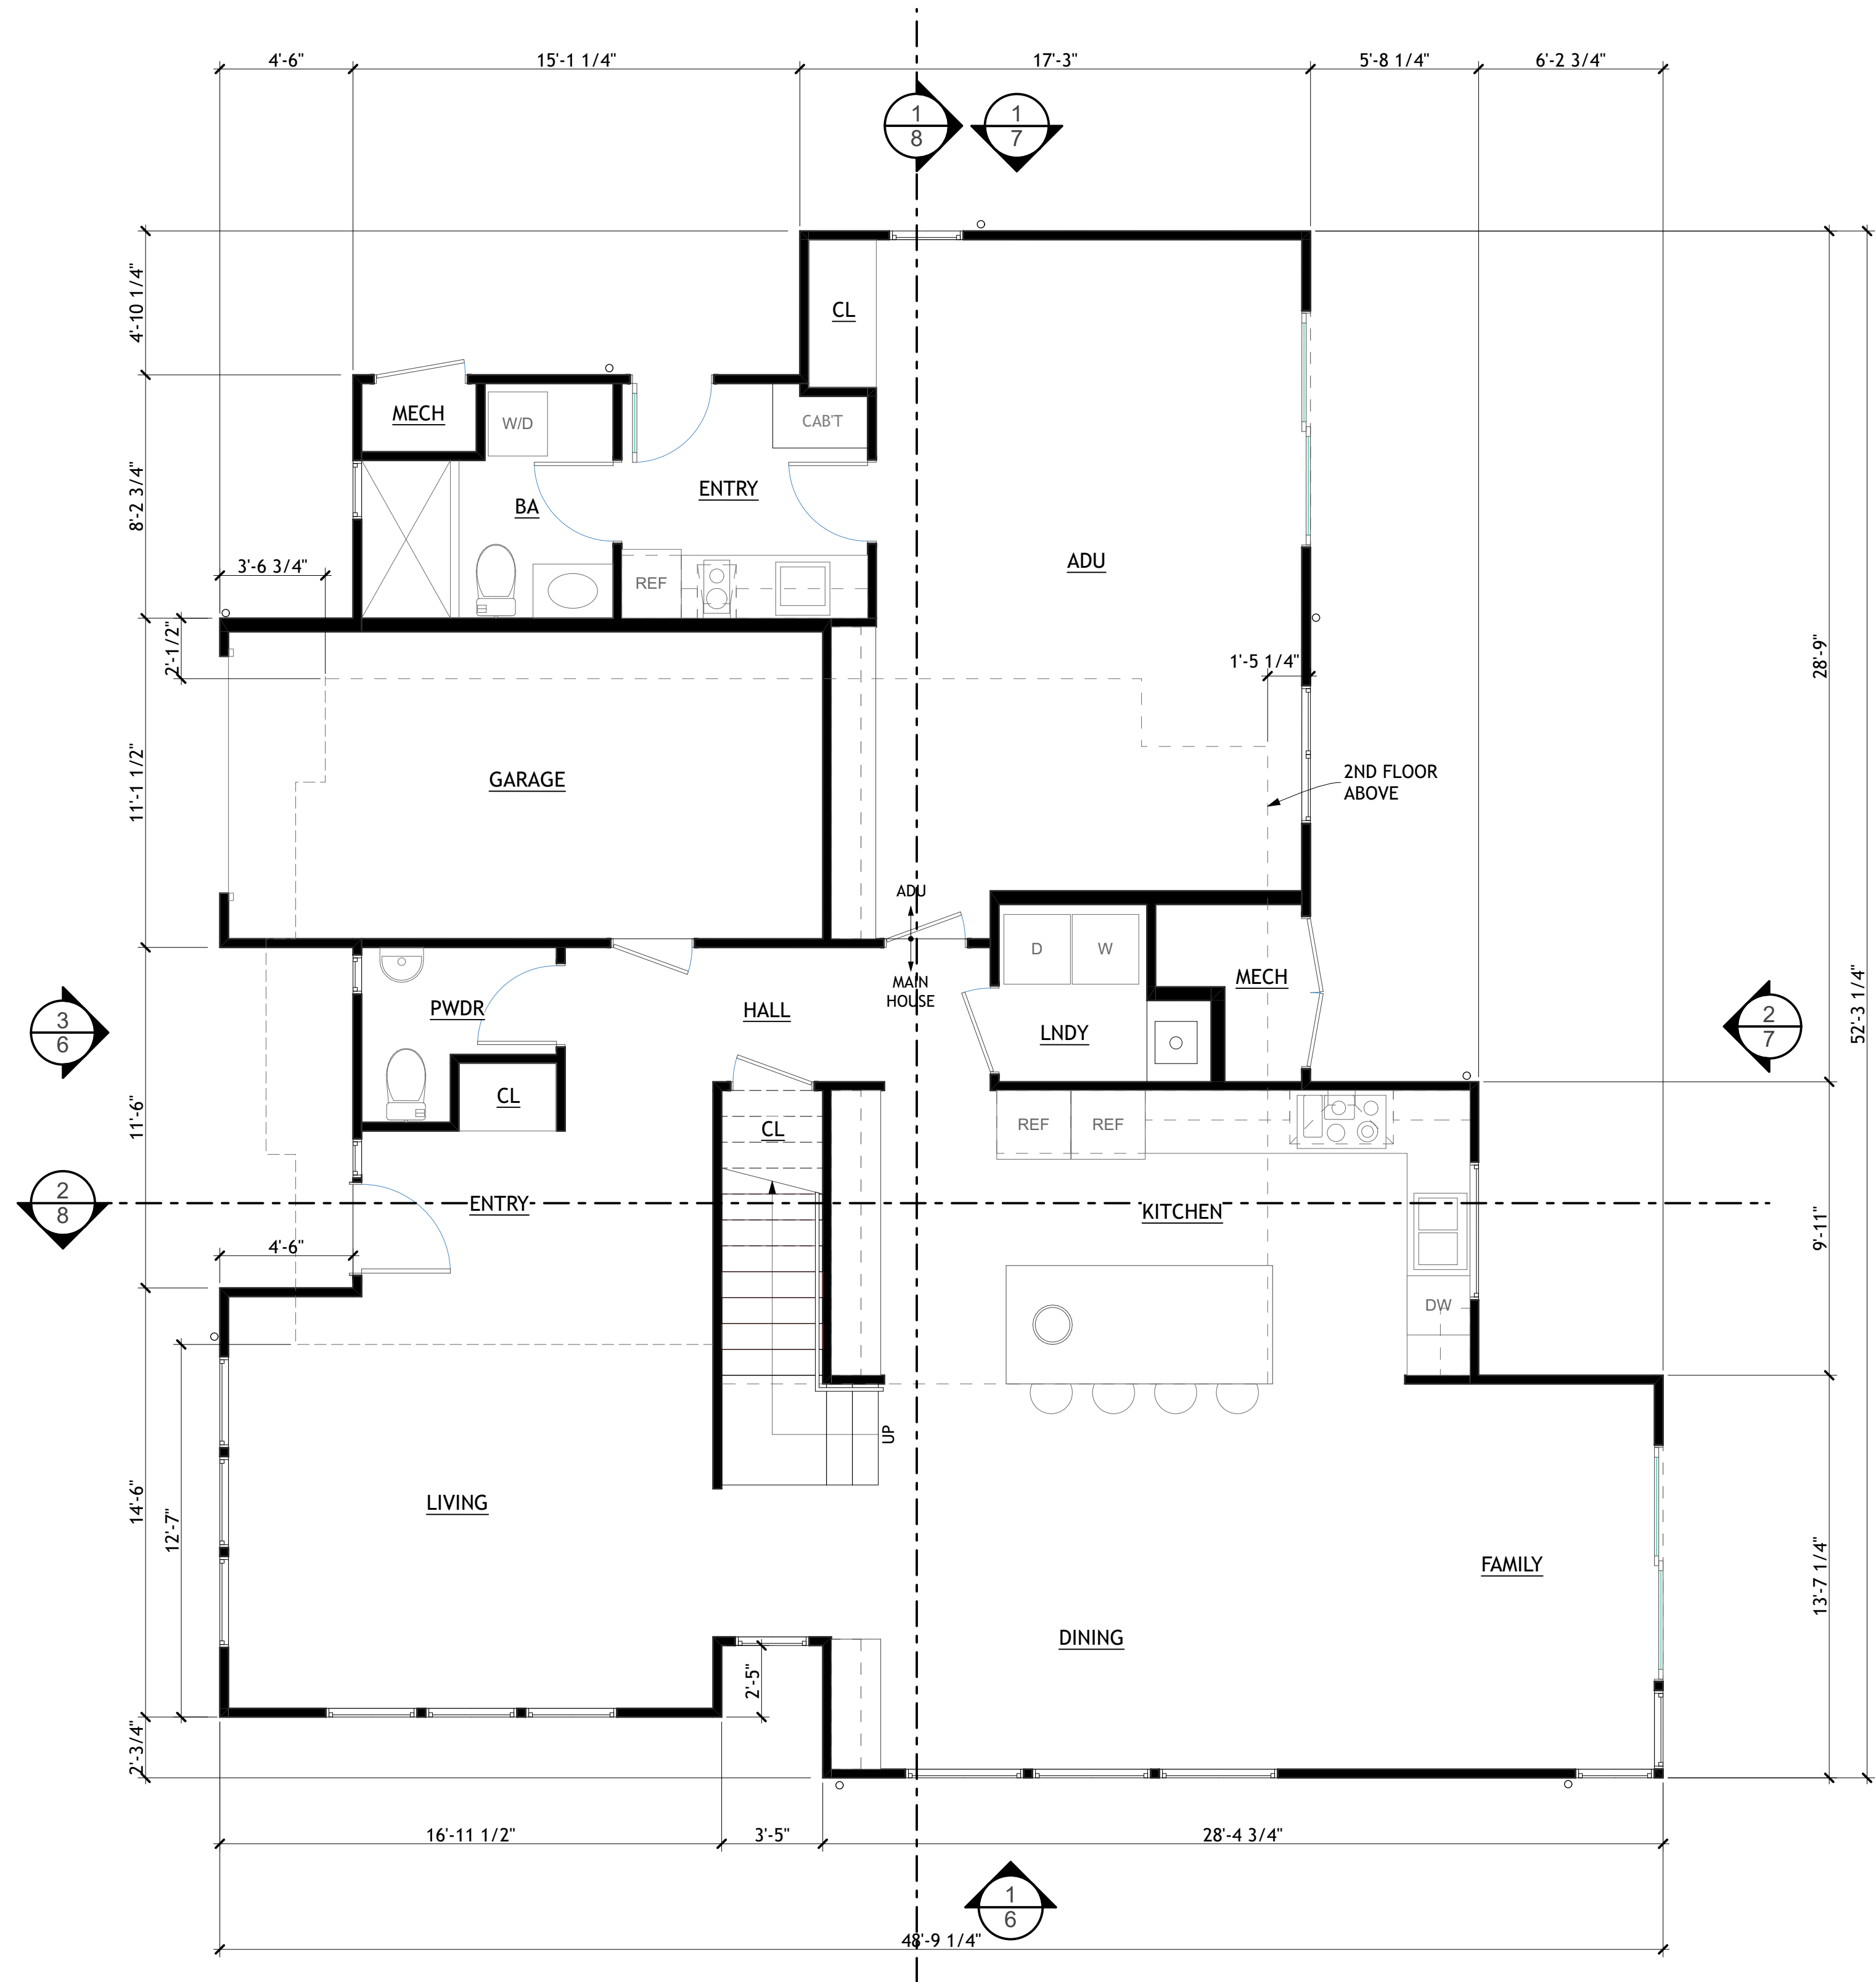 4'-6"
15'-1 1/4"
17'-3"
5'-8 1/4"
6'-2 3/4"
1
8
1
7
4'-10 1/4"
CL
MECH
W/D
CAB'T
8'-2 3/4"
ENTRY
BA
3'-6 3/4"
REF
ADU
2'-1/2"
1'-5 1/4"
28'-9"
11'-1 1/2"
GARAGE
2ND FLOOR
ABOVE
ADU
D
W
MECH
MAIN
HOUSE
PWDR
HALL
LNDY
3
6
2
7
52'-3 1/4"
CL
11'-6"
CL
REF
REF
2
8
ENTRY
KITCHEN
9'-11"
4'-6"
DW
UP
14'-6"
12'-7"
LIVING
FAMILY
13'-7 1/4"
DINING
2'-5"
2'-3/4"
16'-11 1/2"
3'-5"
28'-4 3/4"
1
6
48'-9 1/4"